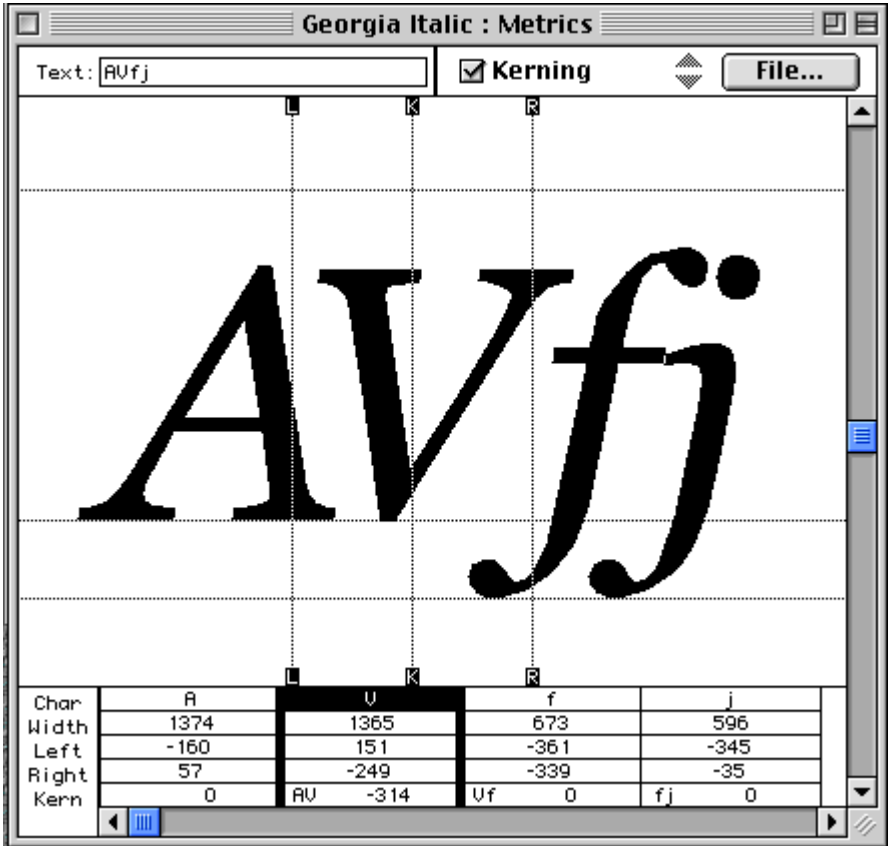 Georgia Italic : Metrics
Text: AVfj Kerning File...
L K R
AVfj
L K R
Char A V f j
Width 1374 1365 673 596
Left -160 151 -361 -345
Right 57 -249 -339 -35
Kern 0 AV -314 Vf 0 fj 0